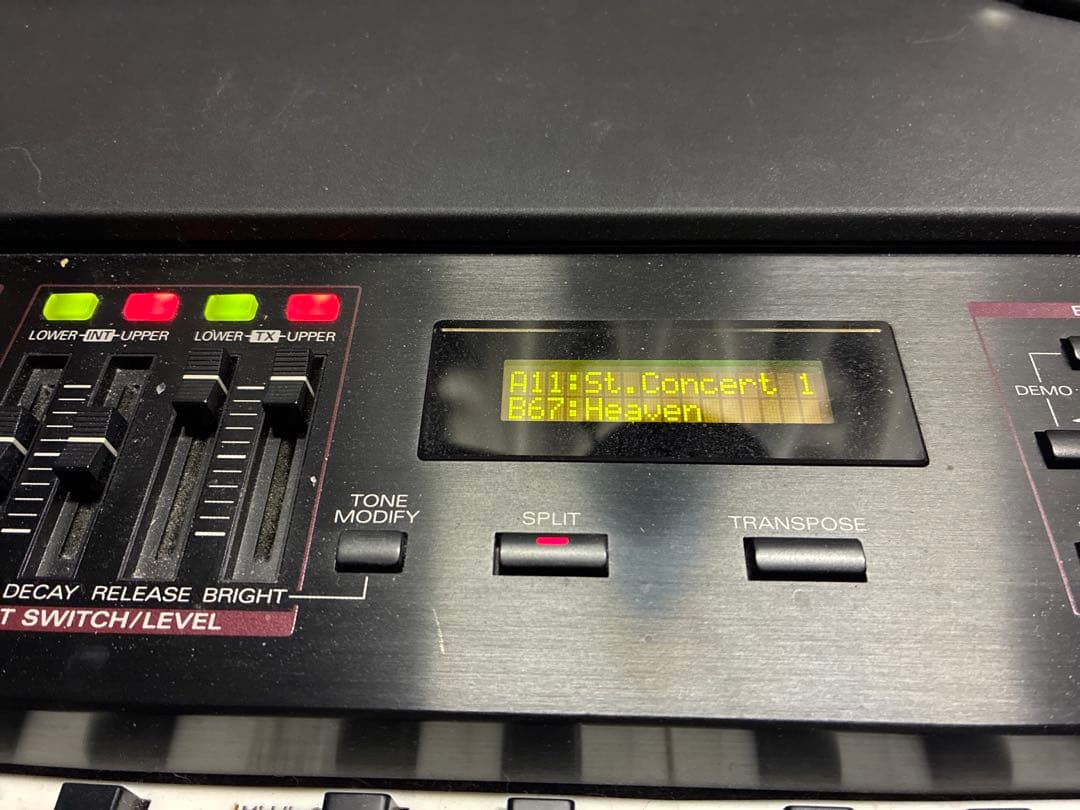 LOWER INT UPPER LOWER TX UPPER
A11:St.Concert 1
B67:Heaven
DEMO
TONE
MODIFY
SPLIT
TRANSPOSE
DECAY RELEASE BRIGHT
T SWITCH/LEVEL